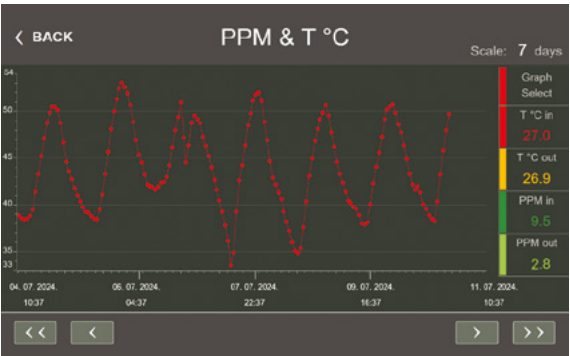 BACK
PPM & T °C
Scale: 7 days
54
50
45
40
35
33
04. 07. 2024.
10:37
06. 07. 2024.
04:37
07. 07. 2024.
22:37
09. 07. 2024.
16:37
11. 07. 2024.
10:37
Graph
Select
T °C in
27.0
T °C out
26.9
PPM in
9.5
PPM out
2.8